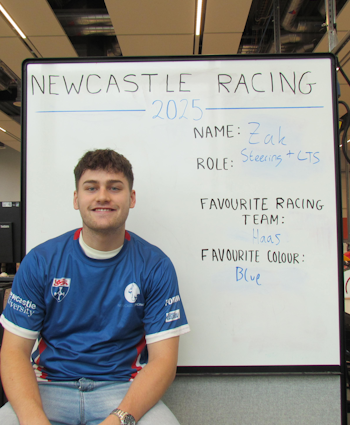 NEWCASTLE RACING
2025
NAME: Zak
ROLE: Steering + LTS
FAVOURITE RACING
TEAM:
Haas
FAVOURITE COLOUR:
Blue